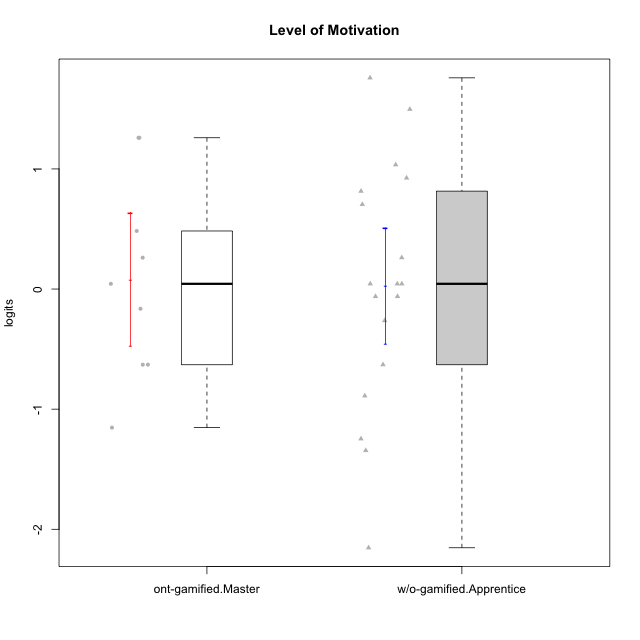 Level of Motivation
logits
1
0
-1
-2
ont-gamified.Master
w/o-gamified.Apprentice